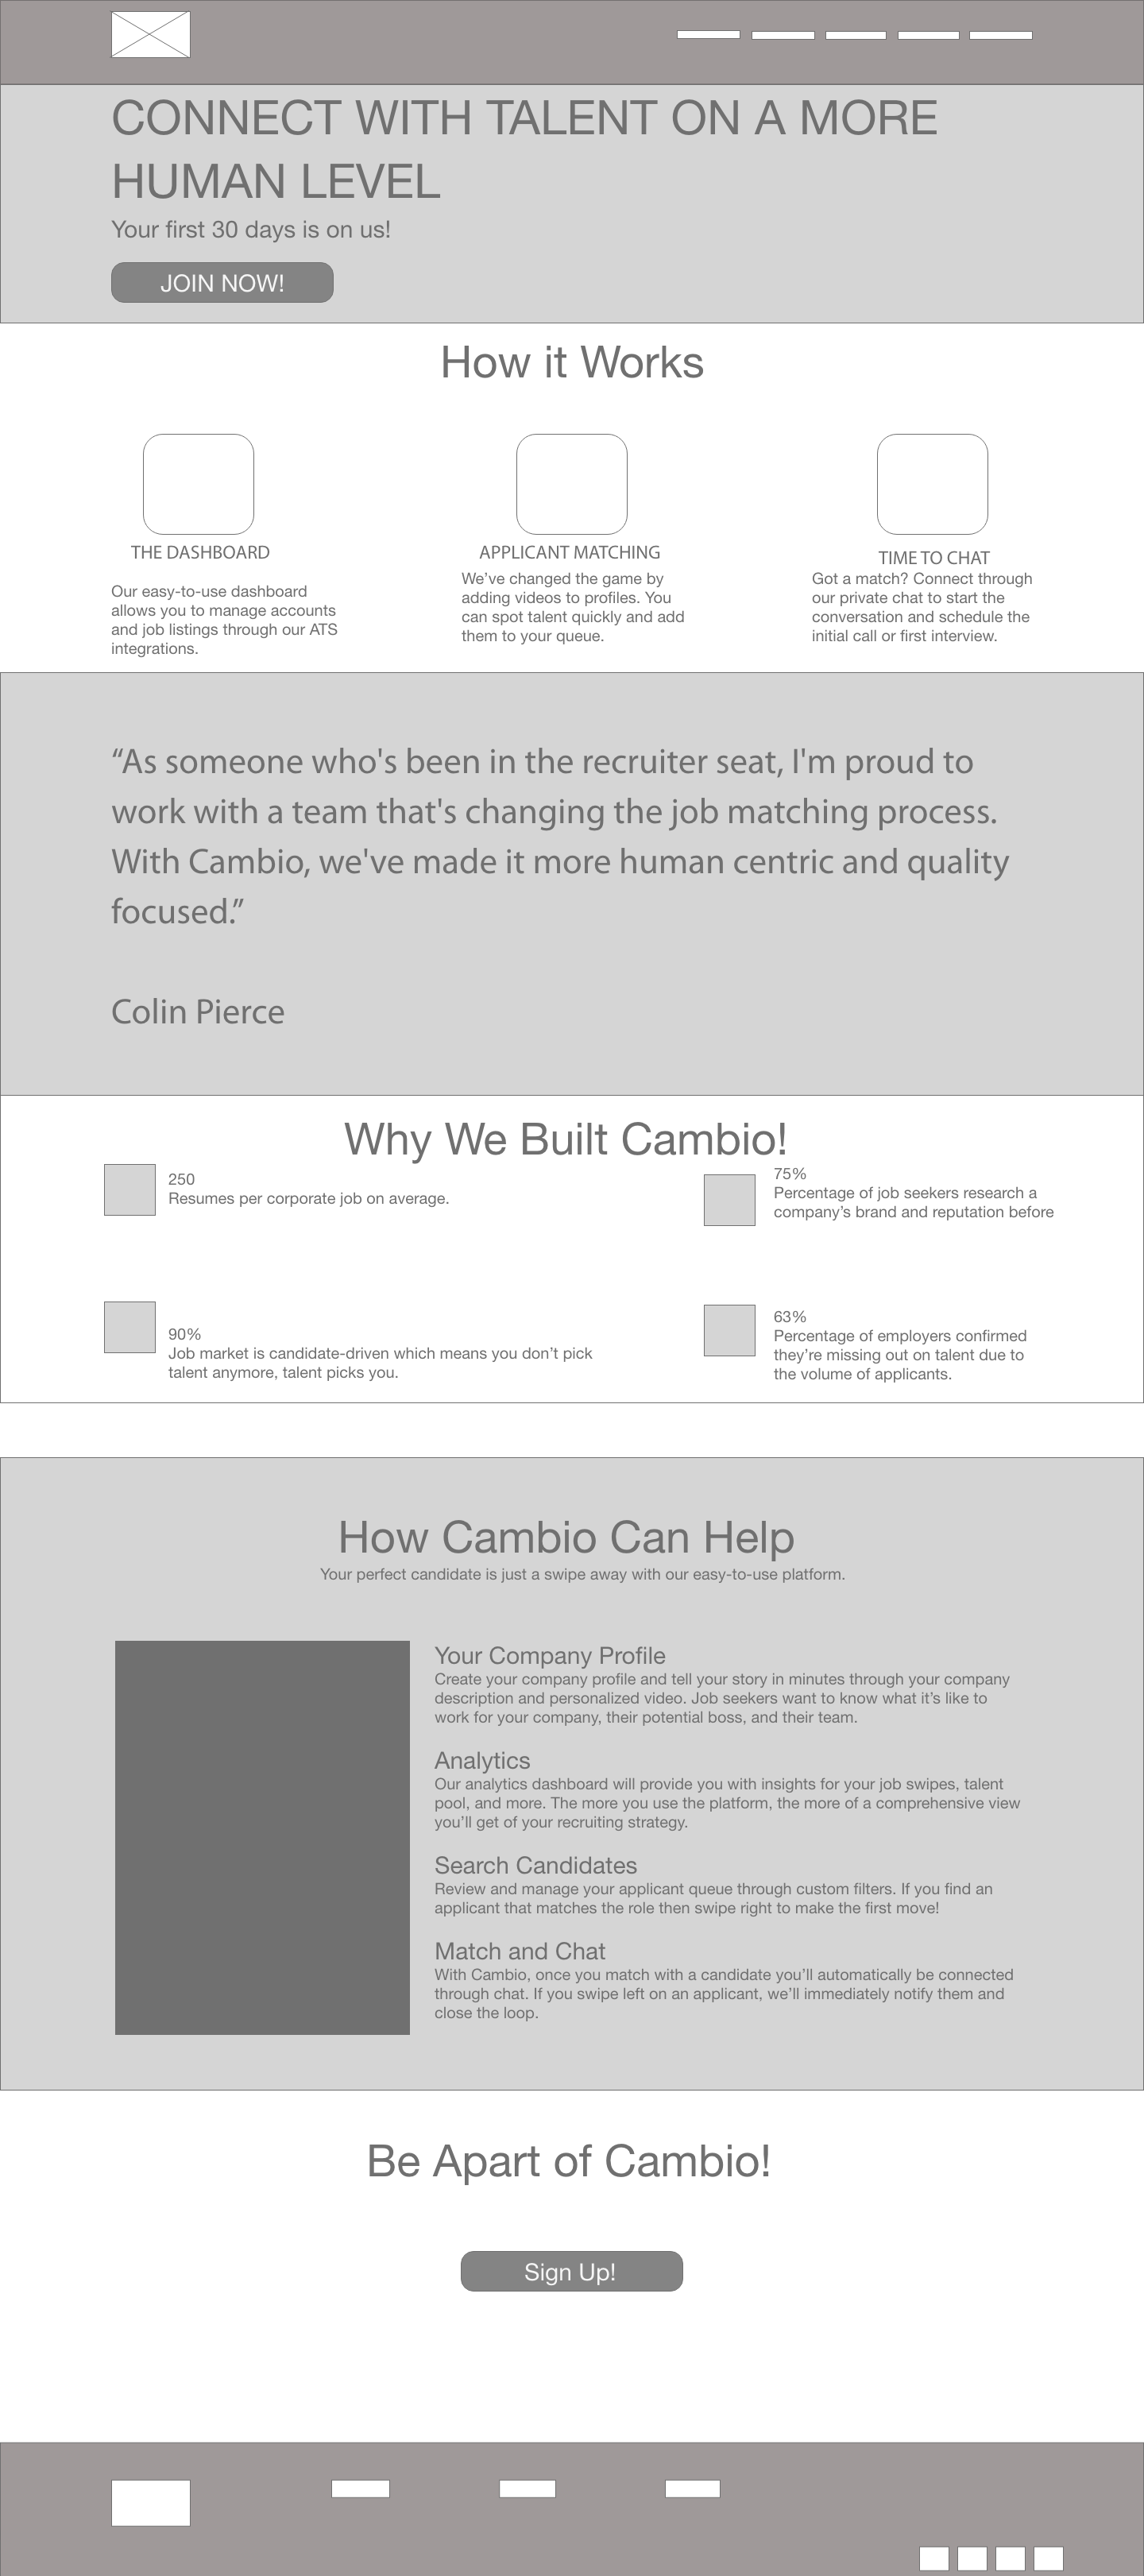 CONNECT WITH TALENT ON A MORE
HUMAN LEVEL
Your first 30 days is on us!
JOIN NOW!
How it Works
THE DASHBOARD
Our easy-to-use dashboard
allows you to manage accounts
and job listings through our ATS
integrations.
APPLICANT MATCHING
We’ve changed the game by
adding videos to profiles. You
can spot talent quickly and add
them to your queue.
TIME TO CHAT
Got a match? Connect through
our private chat to start the
conversation and schedule the
initial call or first interview.
“As someone who's been in the recruiter seat, I'm proud to
work with a team that's changing the job matching process.
With Cambio, we've made it more human centric and quality
focused.”
Colin Pierce
Why We Built Cambio!
250
Resumes per corporate job on average.
75%
Percentage of job seekers research a
company’s brand and reputation before
90%
Job market is candidate-driven which means you don’t pick
talent anymore, talent picks you.
63%
Percentage of employers confirmed
they’re missing out on talent due to
the volume of applicants.
How Cambio Can Help
Your perfect candidate is just a swipe away with our easy-to-use platform.
Your Company Profile
Create your company profile and tell your story in minutes through your company
description and personalized video. Job seekers want to know what it’s like to
work for your company, their potential boss, and their team.
Analytics
Our analytics dashboard will provide you with insights for your job swipes, talent
pool, and more. The more you use the platform, the more of a comprehensive view
you’ll get of your recruiting strategy.
Search Candidates
Review and manage your applicant queue through custom filters. If you find an
applicant that matches the role then swipe right to make the first move!
Match and Chat
With Cambio, once you match with a candidate you’ll automatically be connected
through chat. If you swipe left on an applicant, we’ll immediately notify them and
close the loop.
Be Apart of Cambio!
Sign Up!